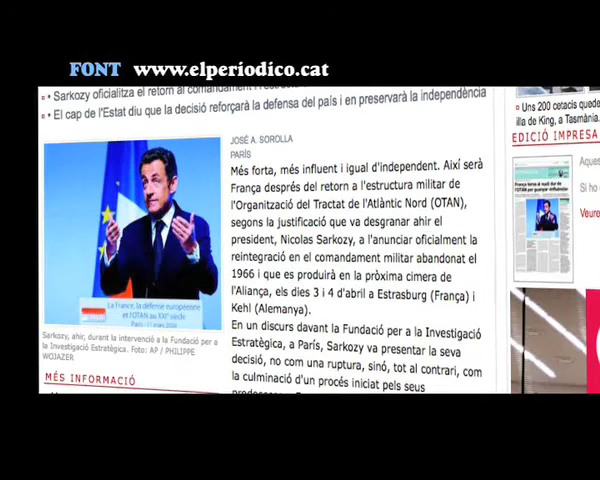 FONT www.elperiodico.cat
• Sarkozy oficialitza el retorn al comandament
• El cap de l'Estat diu que la decisió reforçarà la defensa del país i en preservarà la independència
JOSÉ A. SOROLLA
PARÍS
Més forta, més influent i igual d'independent. Així serà
França després del retorn a l'estructura militar de
l'Organització del Tractat de l'Atlàntic Nord (OTAN),
segons la justificació que va desgranar ahir el
president, Nicolas Sarkozy, a l'anunciar oficialment la
reintegració en el comandament militar abandonat el
1966 i que es produirà en la pròxima cimera de
l'Aliança, els dies 3 i 4 d'abril a Estrasburg (França) i
Kehl (Alemanya).
En un discurs davant la Fundació per a la Investigació
Estratègica, a París, Sarkozy va presentar la seva
decisió, no com una ruptura, sinó, tot al contrari, com
la culminació d'un procés iniciat pels seus
La France, la défense européenne
et l'OTAN au XXIe siècle
Paris - 11 mars 2009
Sarkozy, ahir, durant la intervenció a la Fundació per a
la Investigació Estratègica. Foto: AP / PHILIPPE
WOJAZER
MÉS INFORMACIÓ
Uns 200 cetacis quede
illa de King, a Tasmània.
EDICIÓ IMPRESA
Aques
Si ho
Veure